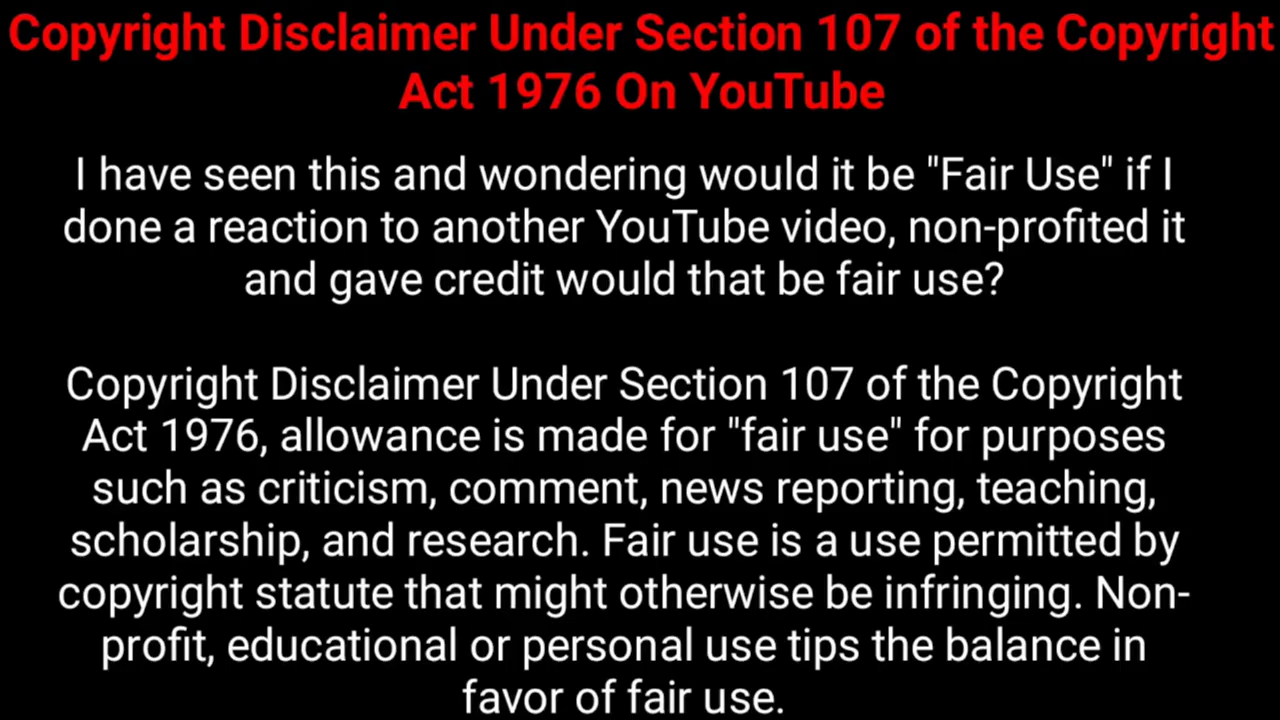 Copyright Disclaimer Under Section 107 of the Copyright
Act 1976 On YouTube
I have seen this and wondering would it be "Fair Use" if I
done a reaction to another YouTube video, non-profited it
and gave credit would that be fair use?
Copyright Disclaimer Under Section 107 of the Copyright
Act 1976, allowance is made for "fair use" for purposes
such as criticism, comment, news reporting, teaching,
scholarship, and research. Fair use is a use permitted by
copyright statute that might otherwise be infringing. Non-
profit, educational or personal use tips the balance in
favor of fair use.